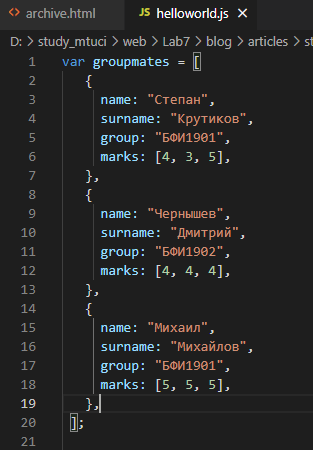 archive.html JS helloworld.js ×
D: > study_mtuci > web > Lab7 > blog > articles >
1 var groupmates = [
2 {
3 name: "Степан",
4 surname: "Крутиков",
5 group: "БФИ1901",
6 marks: [4, 3, 5],
7 },
8 {
9 name: "Чернышев",
10 surname: "Дмитрий",
11 group: "БФИ1902",
12 marks: [4, 4, 4],
13 },
14 {
15 name: "Михаил",
16 surname: "Михайлов",
17 group: "БФИ1901",
18 marks: [5, 5, 5],
19 },
20 ];
21